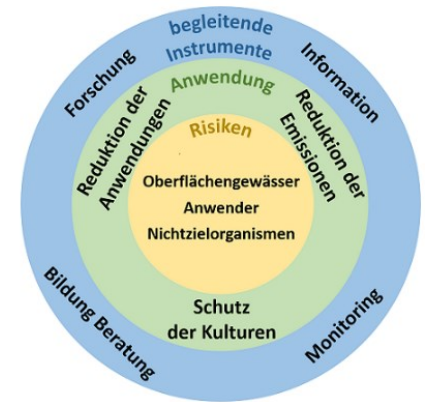 begleitende
Instrumente
Forschung
Information
Anwendung
Reduktion der
Anwendungen
Reduktion der
Emissionen
Risiken
Oberflächengewässer
Anwender
Nichtzielorganismen
Schutz
der Kulturen
Bildung Beratung
Monitoring